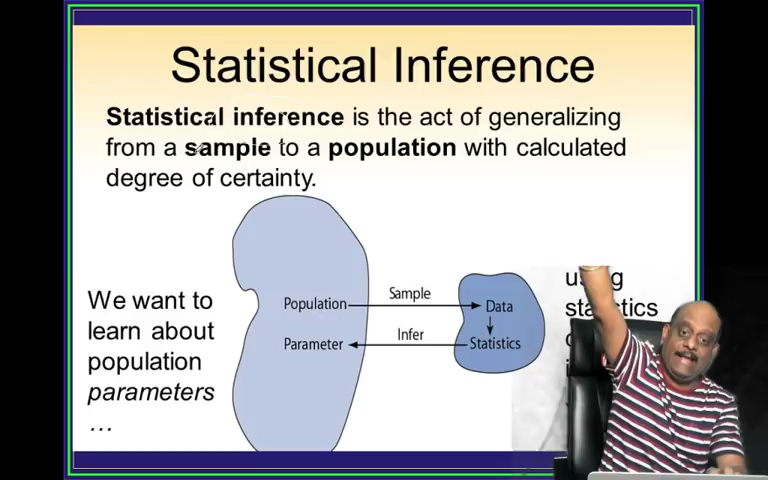 Statistical Inference
Statistical inference is the act of generalizing
from a sample to a population with calculated
degree of certainty.
We want to
learn about
population
parameters
…
Population
Sample
Data
Parameter
Infer
Statistics
using
statistics